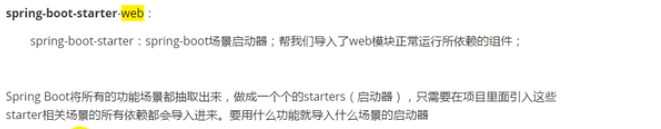 spring-boot-starter-web：
spring-boot-starter：spring-boot场景启动器；帮我们导入了web模块正常运行所依赖的组件；
Spring Boot将所有的功能场景都抽取出来，做成一个个的starters（启动器），只需要在项目里面引入这些
starter相关场景的所有依赖都会导入进来。要用什么功能就导入什么场景的启动器